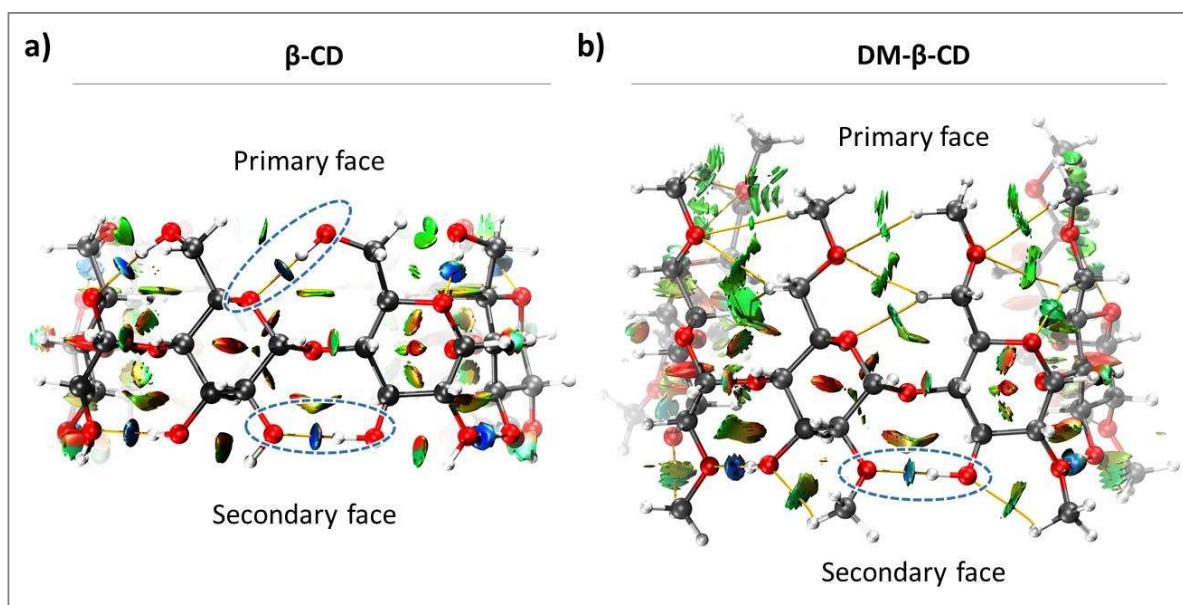 a)
β-CD
Primary face
Secondary face
b)
DM-β-CD
Primary face
Secondary face